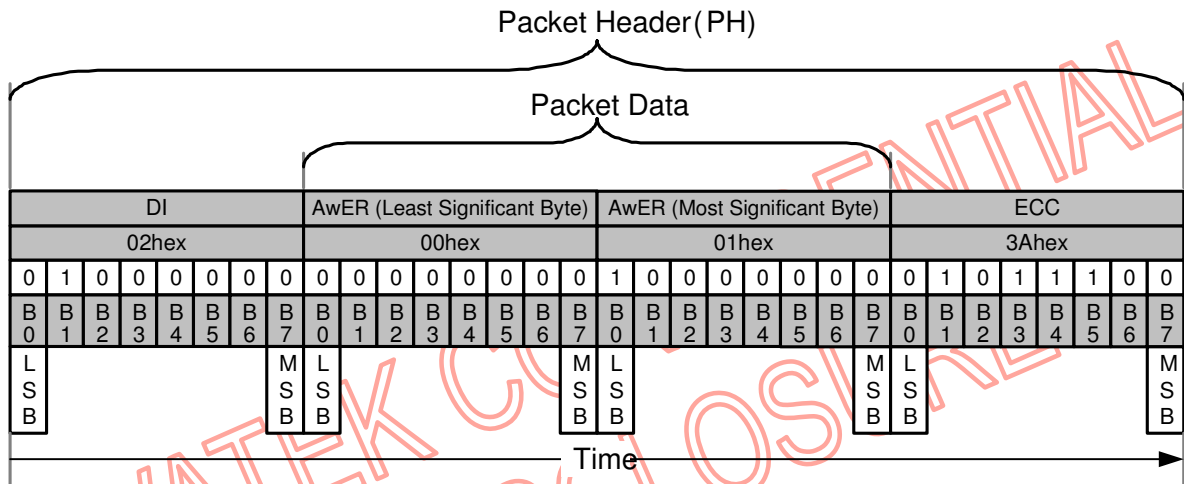 Packet Header(PH)
Packet Data
DI AwER (Least Significant Byte) AwER (Most Significant Byte) ECC
02hex 00hex 01hex 3Ahex
0 1 0 0 0 0 0 0 0 0 0 0 0 0 0 0 1 0 0 0 0 0 0 0 0 1 0 1 1 1 0 0
B0 B1 B2 B3 B4 B5 B6 B7 B0 B1 B2 B3 B4 B5 B6 B7 B0 B1 B2 B3 B4 B5 B6 B7 B0 B1 B2 B3 B4 B5 B6 B7
LSB MSB LSB MSB LSB MSB LSB MSB
Time